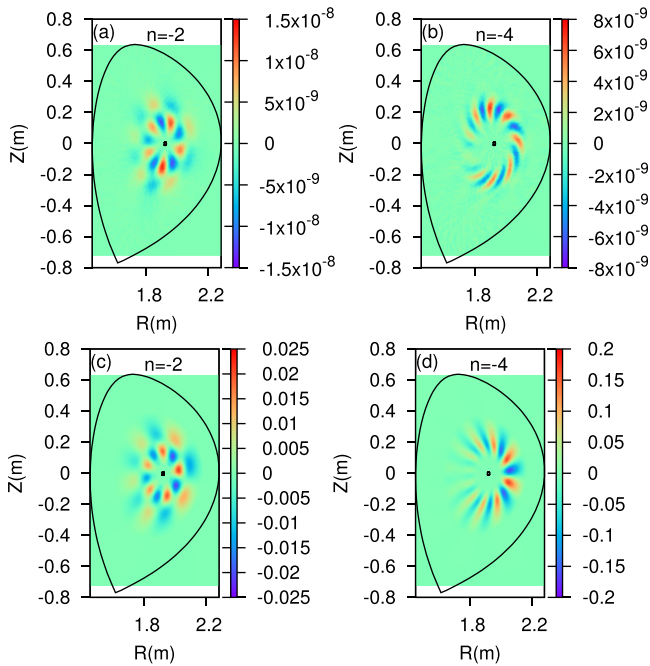 (a) n=-2
0.8
0.6
0.4
0.2
0
-0.2
-0.4
-0.6
-0.8
Z(m)
1.8 2.2
R(m)
1.5x10⁻⁸
1x10⁻⁸
5x10⁻⁹
0
-5x10⁻⁹
-1x10⁻⁸
-1.5x10⁻⁸
(b) n=-4
0.8
0.6
0.4
0.2
0
-0.2
-0.4
-0.6
-0.8
Z(m)
1.8 2.2
R(m)
8x10⁻⁹
6x10⁻⁹
4x10⁻⁹
2x10⁻⁹
0
-2x10⁻⁹
-4x10⁻⁹
-6x10⁻⁹
-8x10⁻⁹
(c) n=-2
0.8
0.6
0.4
0.2
0
-0.2
-0.4
-0.6
-0.8
Z(m)
1.8 2.2
R(m)
0.025
0.02
0.015
0.01
0.005
0
-0.005
-0.01
-0.015
-0.02
-0.025
(d) n=-4
0.8
0.6
0.4
0.2
0
-0.2
-0.4
-0.6
-0.8
Z(m)
1.8 2.2
R(m)
0.2
0.15
0.1
0.05
0
-0.05
-0.1
-0.15
-0.2